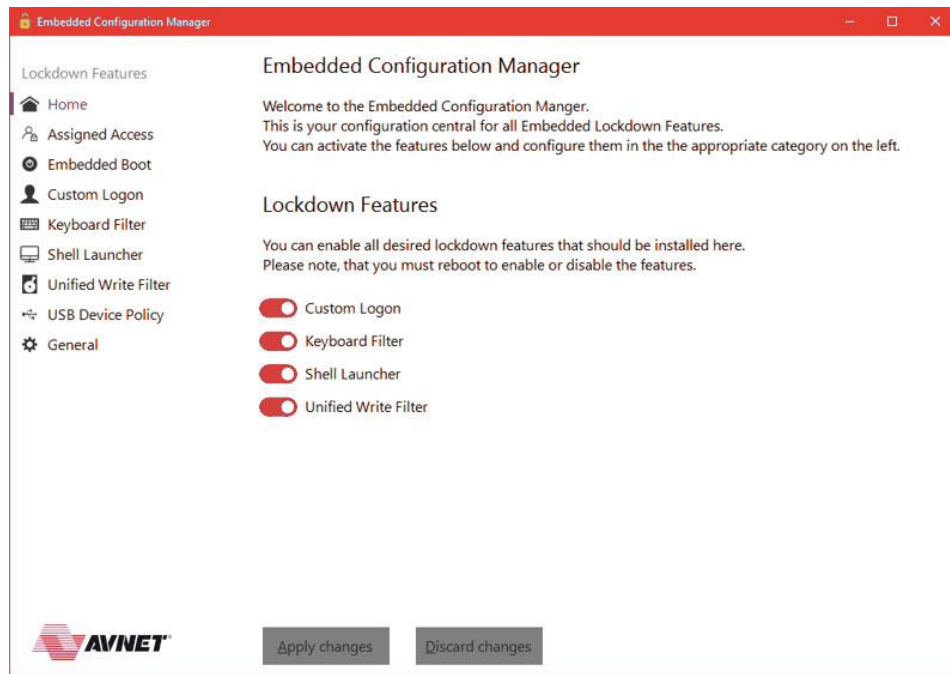 Embedded Configuration Manager
Lockdown Features
Home
Assigned Access
Embedded Boot
Custom Logon
Keyboard Filter
Shell Launcher
Unified Write Filter
USB Device Policy
General
Embedded Configuration Manager
Welcome to the Embedded Configuration Manger.
This is your configuration central for all Embedded Lockdown Features.
You can activate the features below and configure them in the the appropriate category on the left.
Lockdown Features
You can enable all desired lockdown features that should be installed here.
Please note, that you must reboot to enable or disable the features.
Custom Logon
Keyboard Filter
Shell Launcher
Unified Write Filter
AVNET
Apply changes
Discard changes